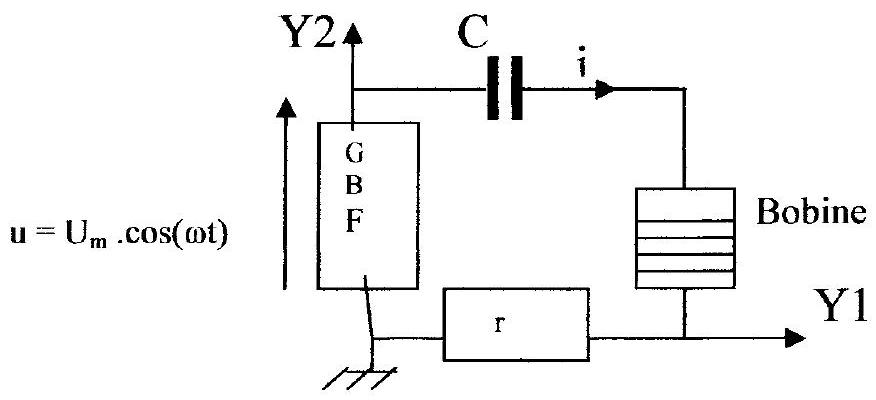 Y2
C
i
G
B
F
u = Uₘ .cos(ωt)
Bobine
r
Y1